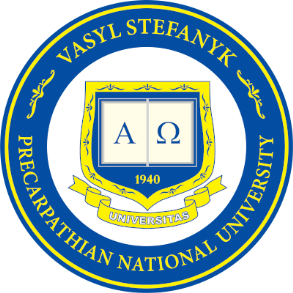 VASYL STEFANYK
PRECARPATHIAN NATIONAL UNIVERSITY
Α Ω
1940
UNIVERSITAS